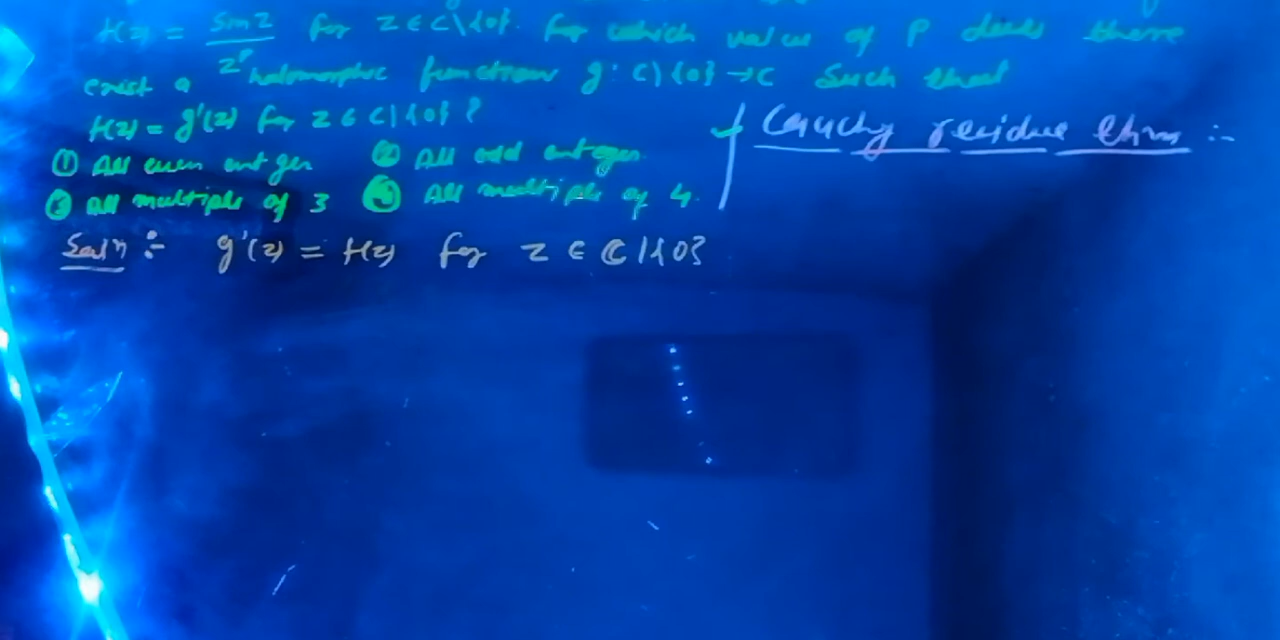 f(z) = sinz / z^p for z ∈ C\{0}. for which value of P does there
exist a holomorphic function g: C\{0} → C such that
f(z) = g'(z) for z ∈ C\{0}?
① All even integer ② All odd integer.
③ All multiple of 3 ④ All multiple of 4.
Cauchy residue thm :-
Soln :- g'(z) = f(z) for z ∈ ℂ\{0}